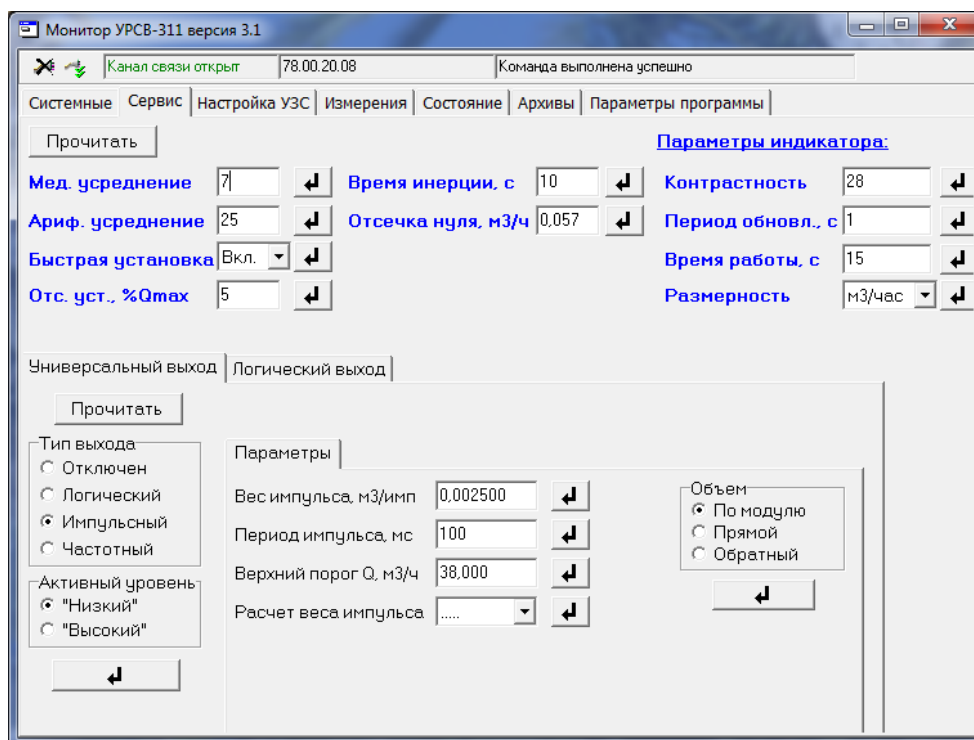 Монитор УРСВ-311 версия 3.1
Канал связи открыт 78.00.20.08 Команда выполнена успешно
Системные Сервис Настройка УЗС Измерения Состояние Архивы Параметры программы
Прочитать Параметры индикатора:
Мед. усреднение 7 Время инерции, с 10 Контрастность 28
Ариф. усреднение 25 Отсечка нуля, м3/ч 0,057 Период обновл., с 1
Быстрая установка Вкл. Время работы, с 15
Отс. уст., %Qmax 5 Размерность м3/час
Универсальный выход Логический выход
Прочитать
Тип выхода
Отключен
Логический
Импульсный
Частотный
Активный уровень
"Низкий"
"Высокий"
Параметры
Вес импульса, м3/имп 0,002500
Период импульса, мс 100
Верхний порог Q, м3/ч 38,000
Расчет веса импульса .....
Объем
По модулю
Прямой
Обратный